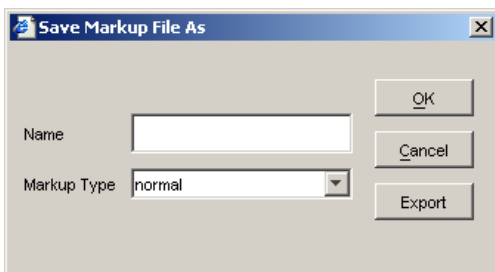 Save Markup File As
OK
Name
Cancel
Markup Type normal
Export